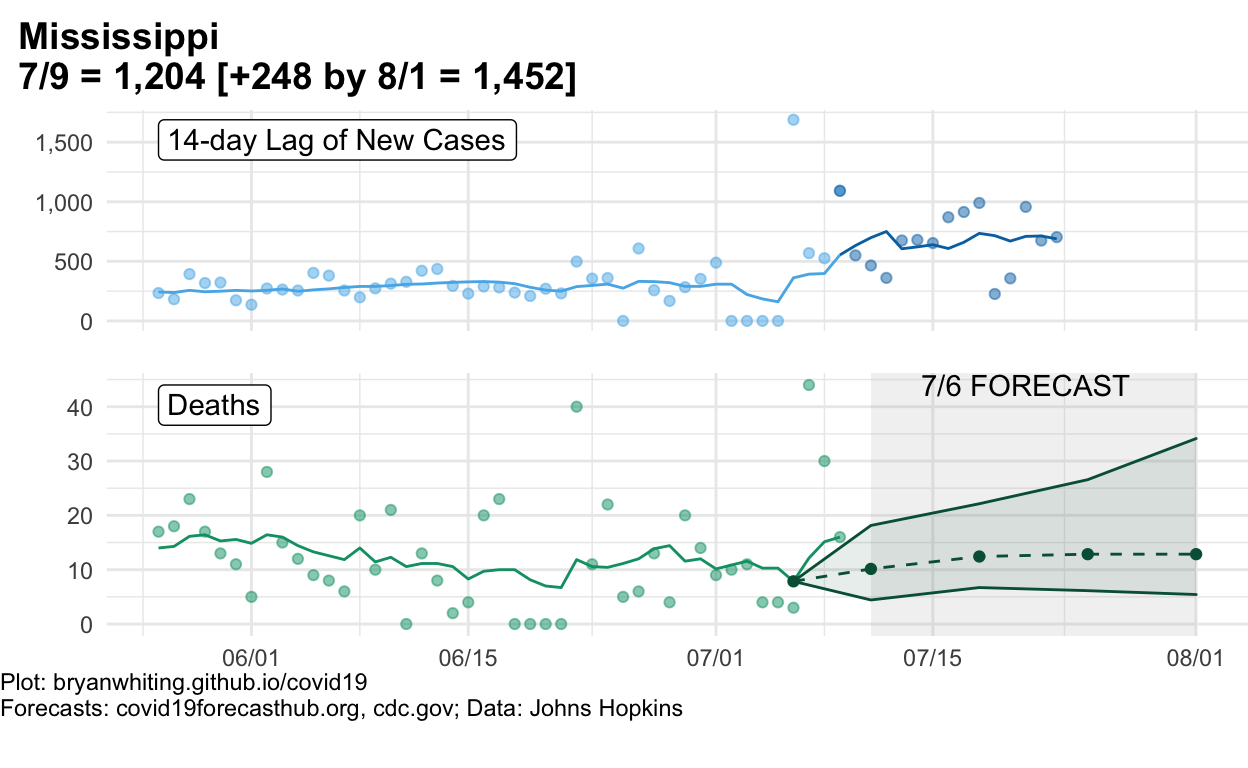 Mississippi
7/9 = 1,204 [+248 by 8/1 = 1,452]
14-day Lag of New Cases
1,500
1,000
500
0
Deaths
7/6 FORECAST
40
30
20
10
0
06/01 06/15 07/01 07/15 08/01
Plot: bryanwhiting.github.io/covid19
Forecasts: covid19forecasthub.org, cdc.gov; Data: Johns Hopkins